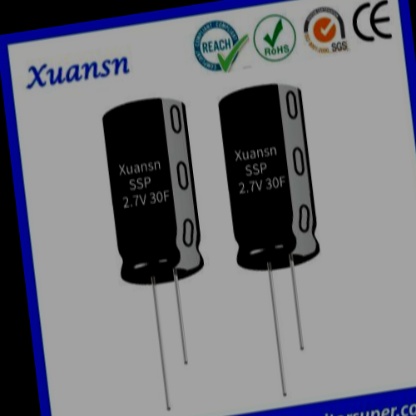 Xuansn
REACH
RoHS
SGS
CE
Xuansn
SSP
2.7V 30F
Xuansn
SSP
2.7V 30F